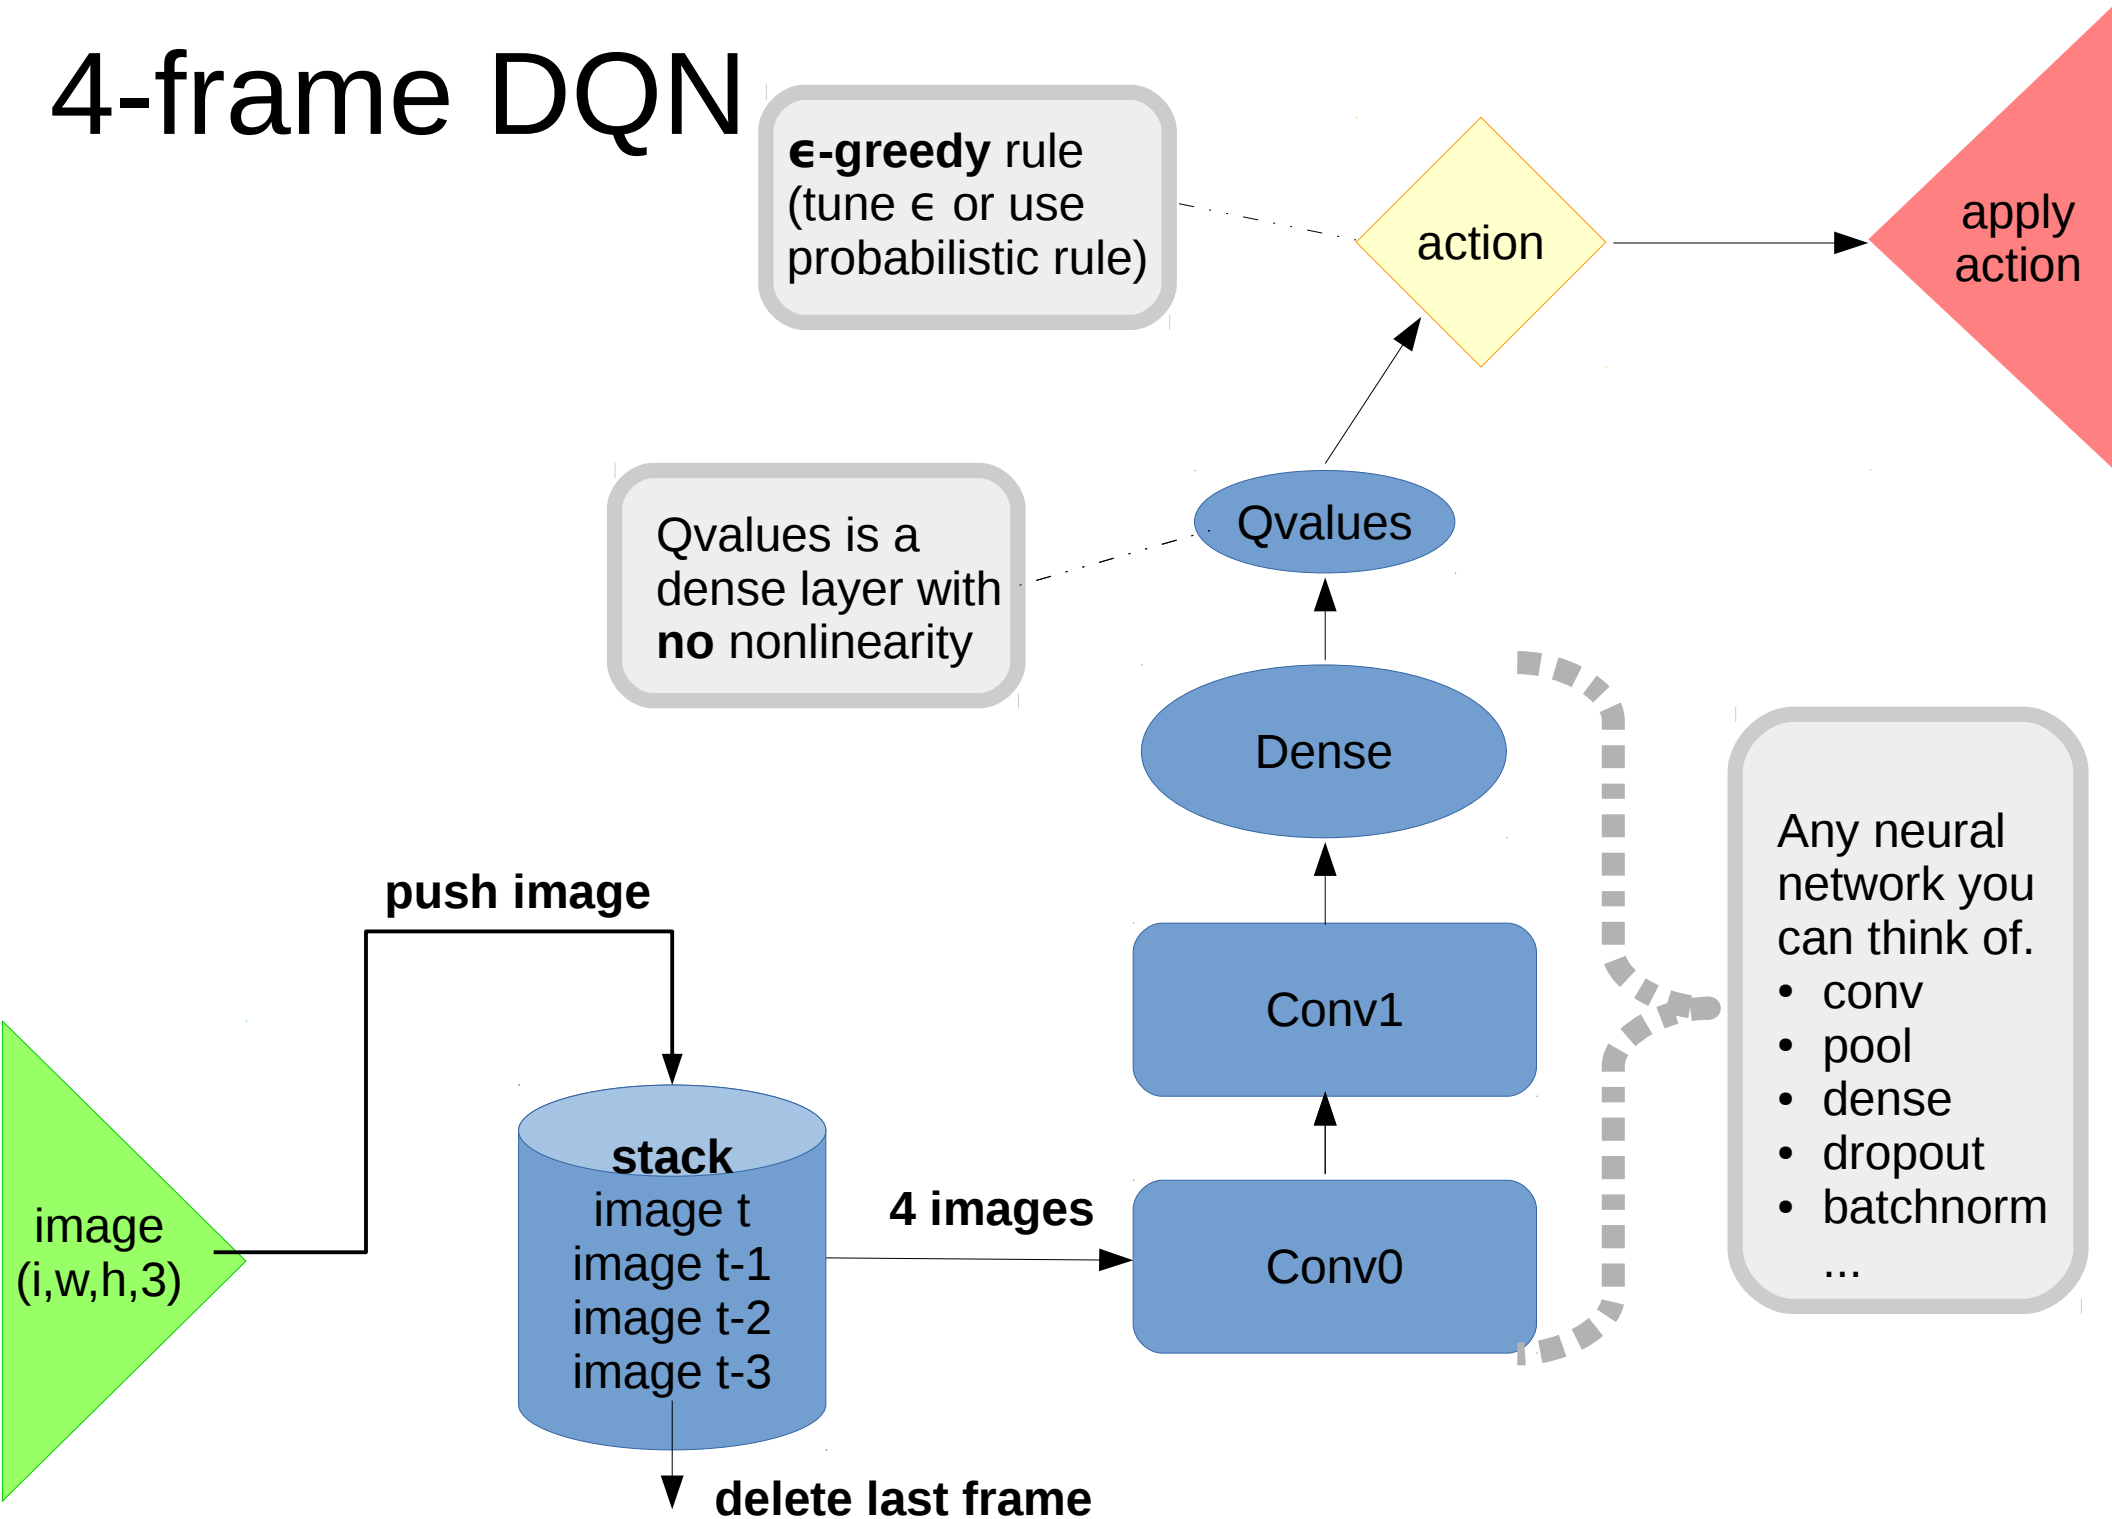 4-frame DQN
ϵ-greedy rule
(tune ϵ or use
probabilistic rule)
action
apply
action
Qvalues is a
dense layer with
no nonlinearity
Qvalues
Dense
Any neural
network you
can think of.
• conv
• pool
• dense
• dropout
• batchnorm
...
push image
Conv1
image
(i,w,h,3)
stack
image t
image t-1
image t-2
image t-3
4 images
Conv0
delete last frame